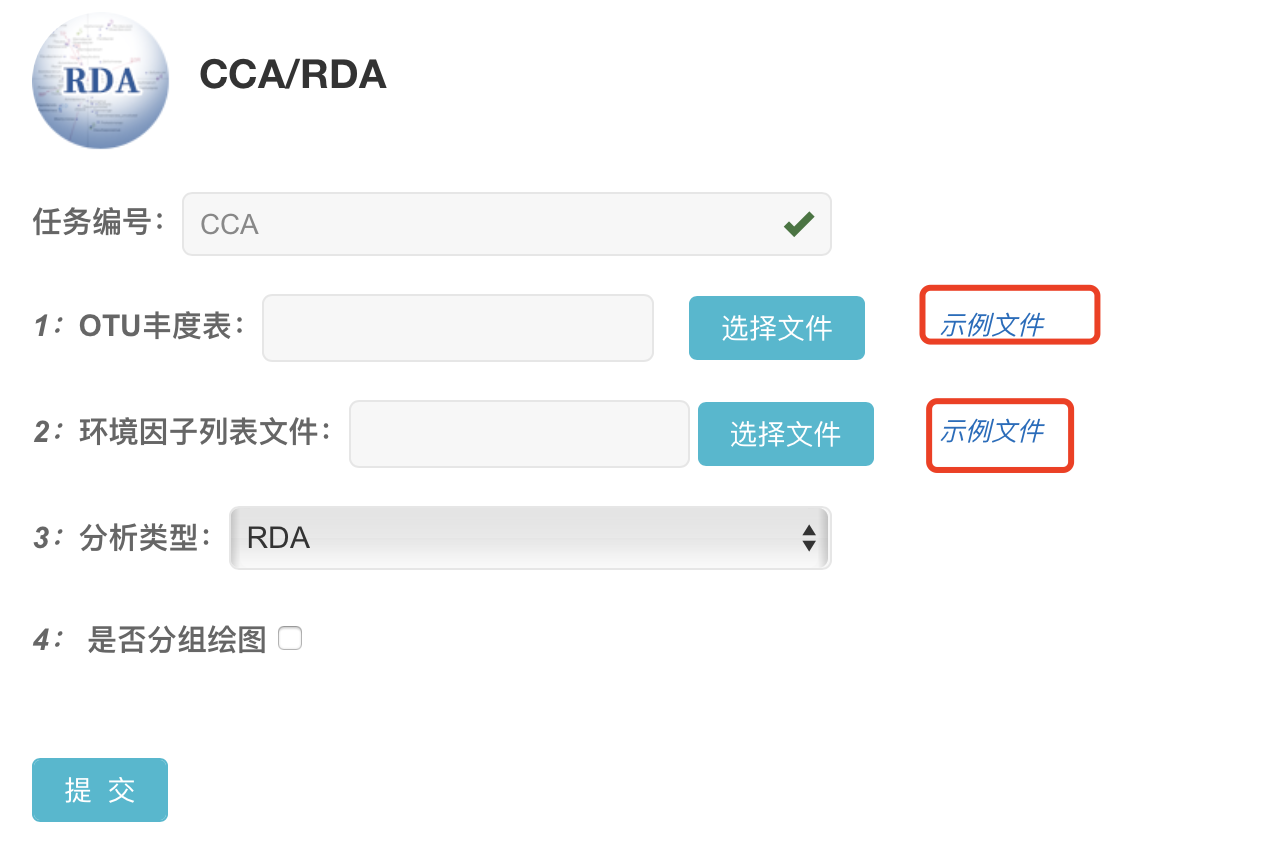 RDA
CCA/RDA
任务编号： CCA
1： OTU丰度表： 选择文件 示例文件
2： 环境因子列表文件： 选择文件 示例文件
3： 分析类型： RDA
4： 是否分组绘图
提 交